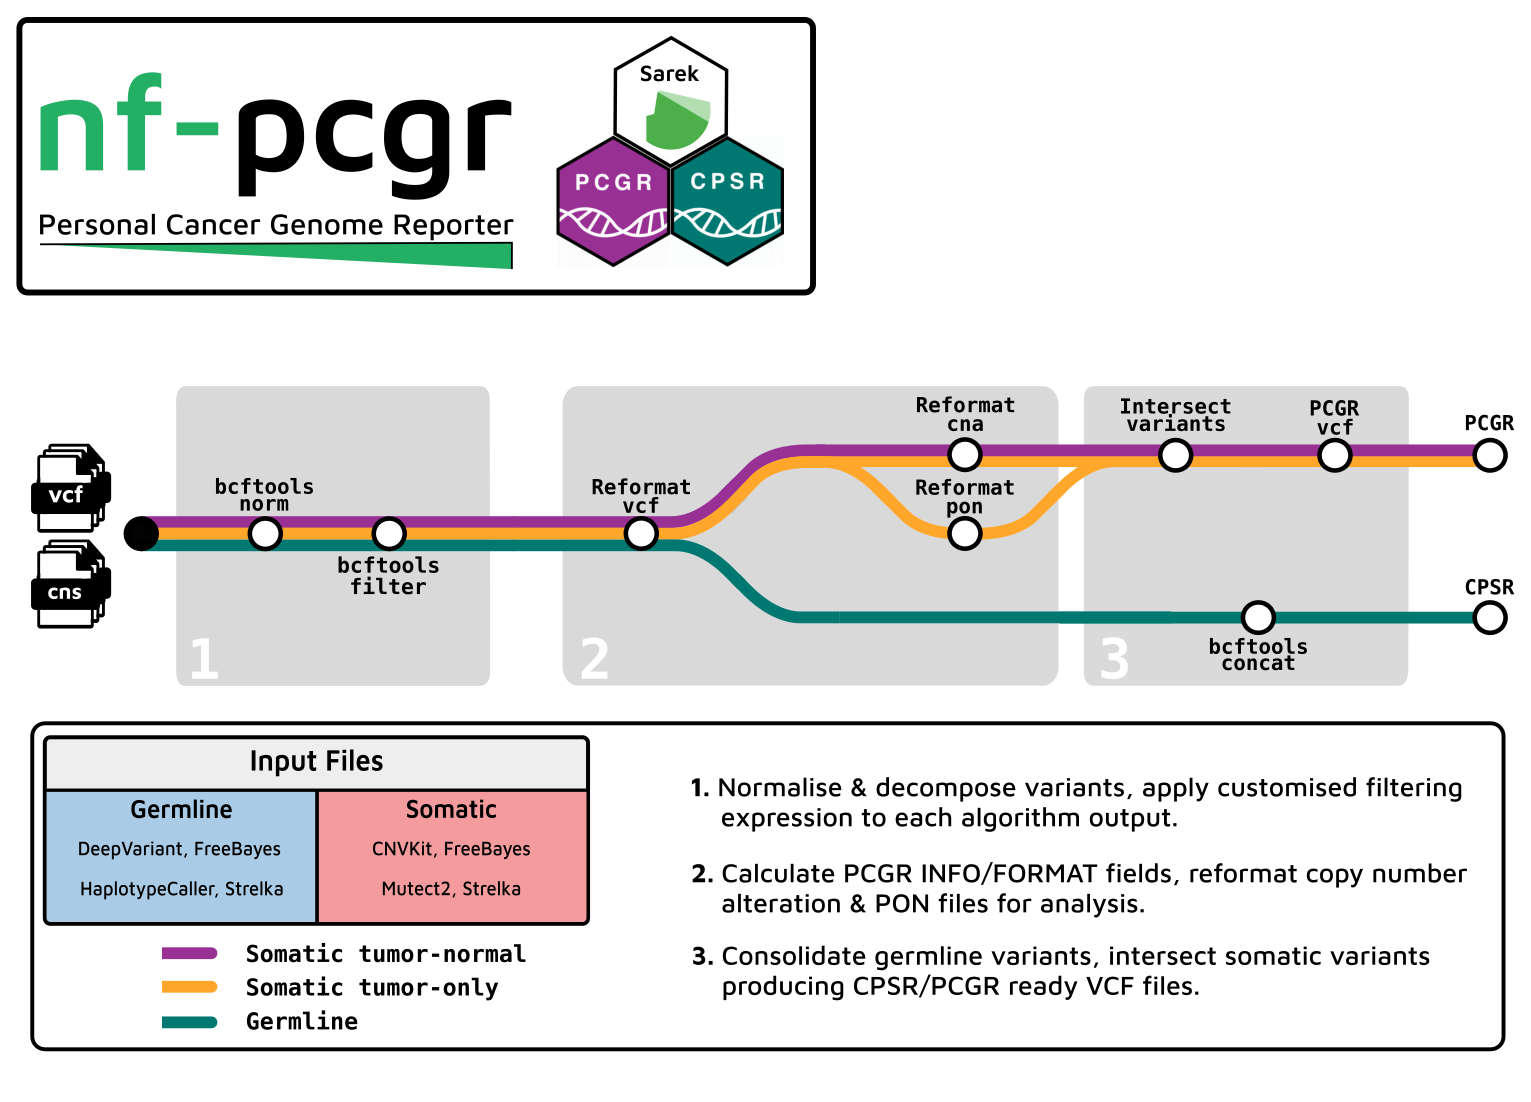 nf-pcgr
Personal Cancer Genome Reporter
Sarek
PCGR
CPSR
vcf
cns
bcftools
norm
bcftools
filter
1
Reformat
vcf
Reformat
cna
Reformat
pon
2
Intersect
variants
PCGR
vcf
bcftools
concat
3
PCGR
CPSR
Input Files
Germline
DeepVariant, FreeBayes
HaplotypeCaller, Strelka
Somatic
CNVKit, FreeBayes
Mutect2, Strelka
Somatic tumor-normal
Somatic tumor-only
Germline
1. Normalise & decompose variants, apply customised filtering
expression to each algorithm output.
2. Calculate PCGR INFO/FORMAT fields, reformat copy number
alteration & PON files for analysis.
3. Consolidate germline variants, intersect somatic variants
producing CPSR/PCGR ready VCF files.